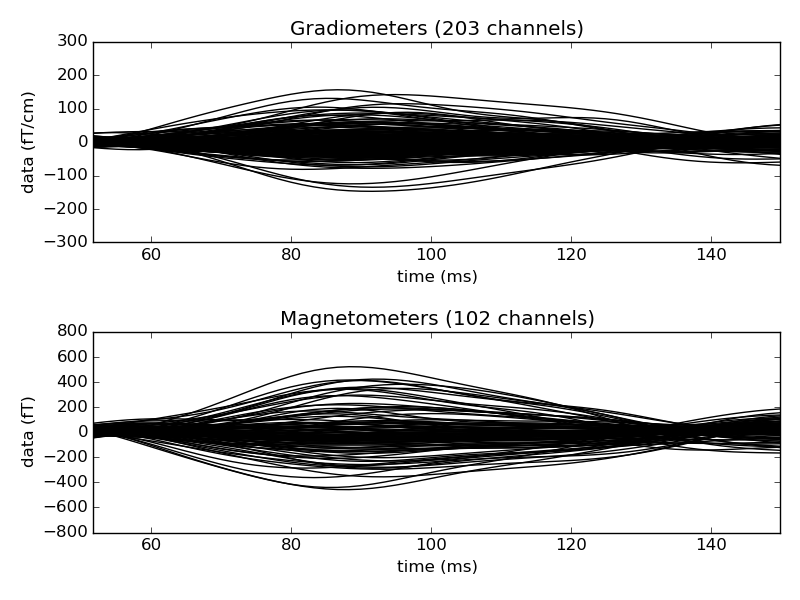 Gradiometers (203 channels)
300
200
100
0
−100
−200
−300
data (fT/cm)
60 80 100 120 140
time (ms)
Magnetometers (102 channels)
800
600
400
200
0
−200
−400
−600
−800
data (fT)
60 80 100 120 140
time (ms)